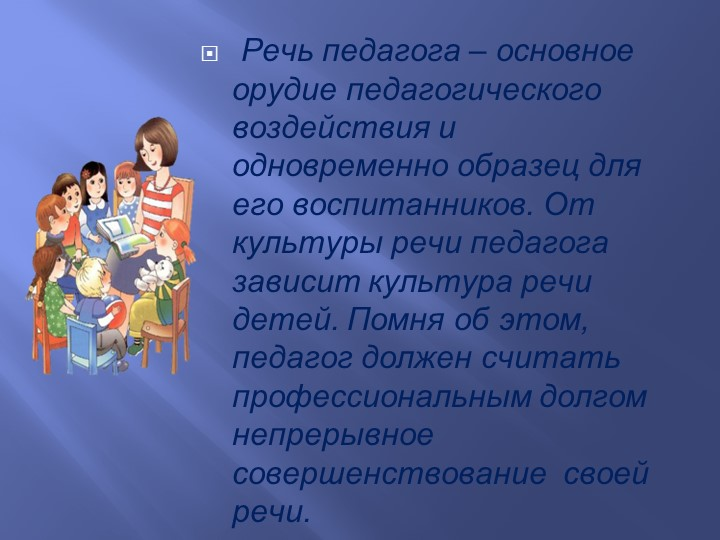 Речь педагога – основное
орудие педагогического
воздействия и
одновременно образец для
его воспитанников. От
культуры речи педагога
зависит культура речи
детей. Помня об этом,
педагог должен считать
профессиональным долгом
непрерывное
совершенствование  своей
речи.